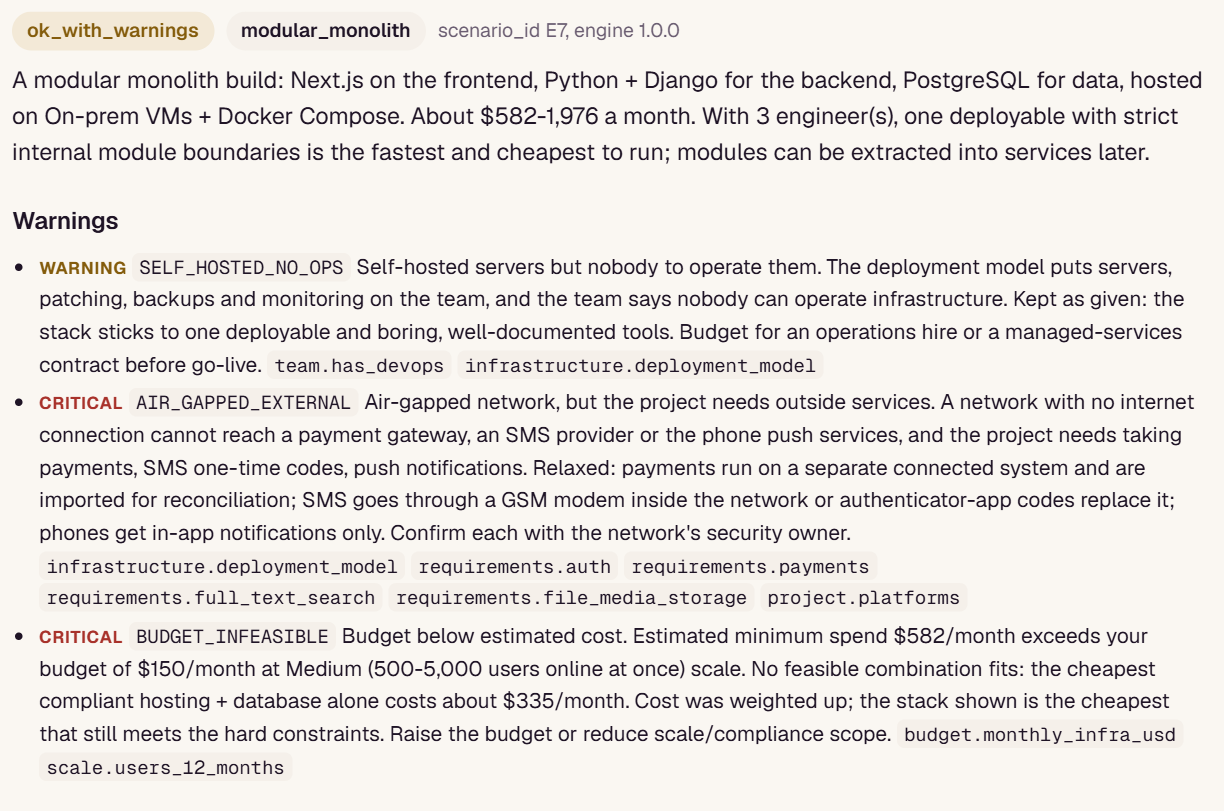 ok_with_warnings modular_monolith scenario_id E7, engine 1.0.0
A modular monolith build: Next.js on the frontend, Python + Django for the backend, PostgreSQL for data, hosted
on On-prem VMs + Docker Compose. About $582-1,976 a month. With 3 engineer(s), one deployable with strict
internal module boundaries is the fastest and cheapest to run; modules can be extracted into services later.
Warnings
• WARNING SELF_HOSTED_NO_OPS Self-hosted servers but nobody to operate them. The deployment model puts servers,
patching, backups and monitoring on the team, and the team says nobody can operate infrastructure. Kept as given: the
stack sticks to one deployable and boring, well-documented tools. Budget for an operations hire or a managed-services
contract before go-live. team.has_devops infrastructure.deployment_model
• CRITICAL AIR_GAPPED_EXTERNAL Air-gapped network, but the project needs outside services. A network with no internet
connection cannot reach a payment gateway, an SMS provider or the phone push services, and the project needs taking
payments, SMS one-time codes, push notifications. Relaxed: payments run on a separate connected system and are
imported for reconciliation; SMS goes through a GSM modem inside the network or authenticator-app codes replace it;
phones get in-app notifications only. Confirm each with the network's security owner.
infrastructure.deployment_model requirements.auth requirements.payments
requirements.full_text_search requirements.file_media_storage project.platforms
• CRITICAL BUDGET_INFEASIBLE Budget below estimated cost. Estimated minimum spend $582/month exceeds your
budget of $150/month at Medium (500-5,000 users online at once) scale. No feasible combination fits: the cheapest
compliant hosting + database alone costs about $335/month. Cost was weighted up; the stack shown is the cheapest
that still meets the hard constraints. Raise the budget or reduce scale/compliance scope. budget.monthly_infra_usd
scale.users_12_months